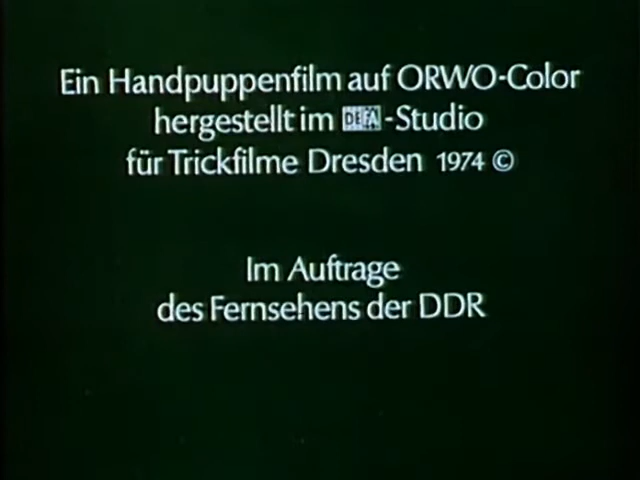 Ein Handpuppenfilm auf ORWO-Color
hergestellt im DEFA-Studio
für Trickfilme Dresden 1974 ©
Im Auftrage
des Fernsehens der DDR